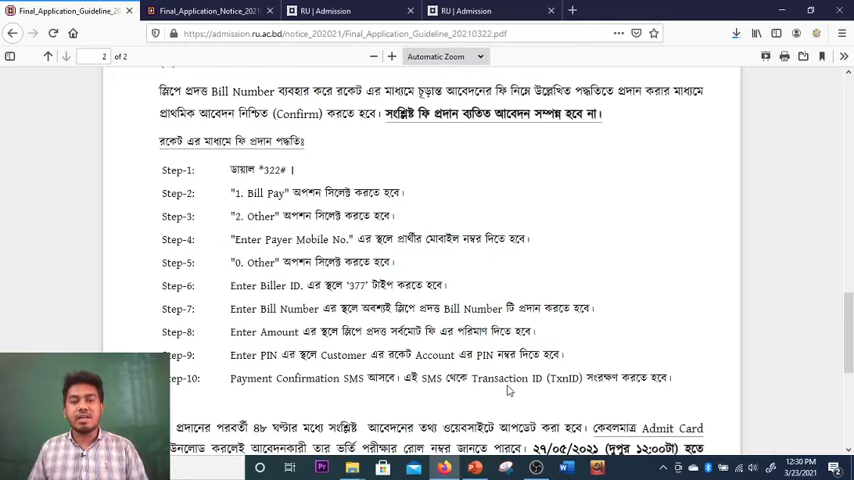 Final_Application_Guideline_20
Final_Application_Notice_2021
RU | Admission
RU | Admission
https://admission.ru.ac.bd/notice_202021/Final_Application_Guideline_20210322.pdf
2 of 2
Automatic Zoom
স্লিপে প্রদত্ত Bill Number ব্যবহার করে রকেট এর মাধ্যমে চূড়ান্ত আবেদনের ফি নিম্নে উল্লেখিত পদ্ধতিতে প্রদান করার মাধ্যমে
প্রাথমিক আবেদন নিশ্চিত (Confirm) করতে হবে। সংশ্লিষ্ট ফি প্রদান ব্যতিত আবেদন সম্পন্ন হবে না।
রকেট এর মাধ্যমে ফি প্রদান পদ্ধতিঃ
Step-1: ডায়াল *322# ।
Step-2: "1. Bill Pay" অপশন সিলেক্ট করতে হবে।
Step-3: "2. Other" অপশন সিলেক্ট করতে হবে।
Step-4: "Enter Payer Mobile No." এর স্থলে প্রার্থীর মোবাইল নম্বর দিতে হবে।
Step-5: "0. Other" অপশন সিলেক্ট করতে হবে।
Step-6: Enter Biller ID. এর স্থলে ‘377’ টাইপ করতে হবে।
Step-7: Enter Bill Number এর স্থলে অবশ্যই স্লিপে প্রদত্ত Bill Number টি প্রদান করতে হবে।
Step-8: Enter Amount এর স্থলে স্লিপে প্রদত্ত সর্বমোট ফি এর পরিমাণ দিতে হবে।
Step-9: Enter PIN এর স্থলে Customer এর রকেট Account এর PIN নম্বর দিতে হবে।
Step-10: Payment Confirmation SMS আসবে। এই SMS থেকে Transaction ID (TxnID) সংরক্ষণ করতে হবে।
প্রদানের পরবর্তী ৪৮ ঘণ্টার মধ্যে সংশ্লিষ্ট আবেদনের তথ্য ওয়েবসাইটে আপডেট করা হবে। কেবলমাত্র Admit Card
করলেই আবেদনকারী তার ভর্তি পরীক্ষার রোল নম্বর জানতে পারবে। 27/05/2021 (দুপুর ১২:০০টা) হতে
12:30 PM
3/23/2021